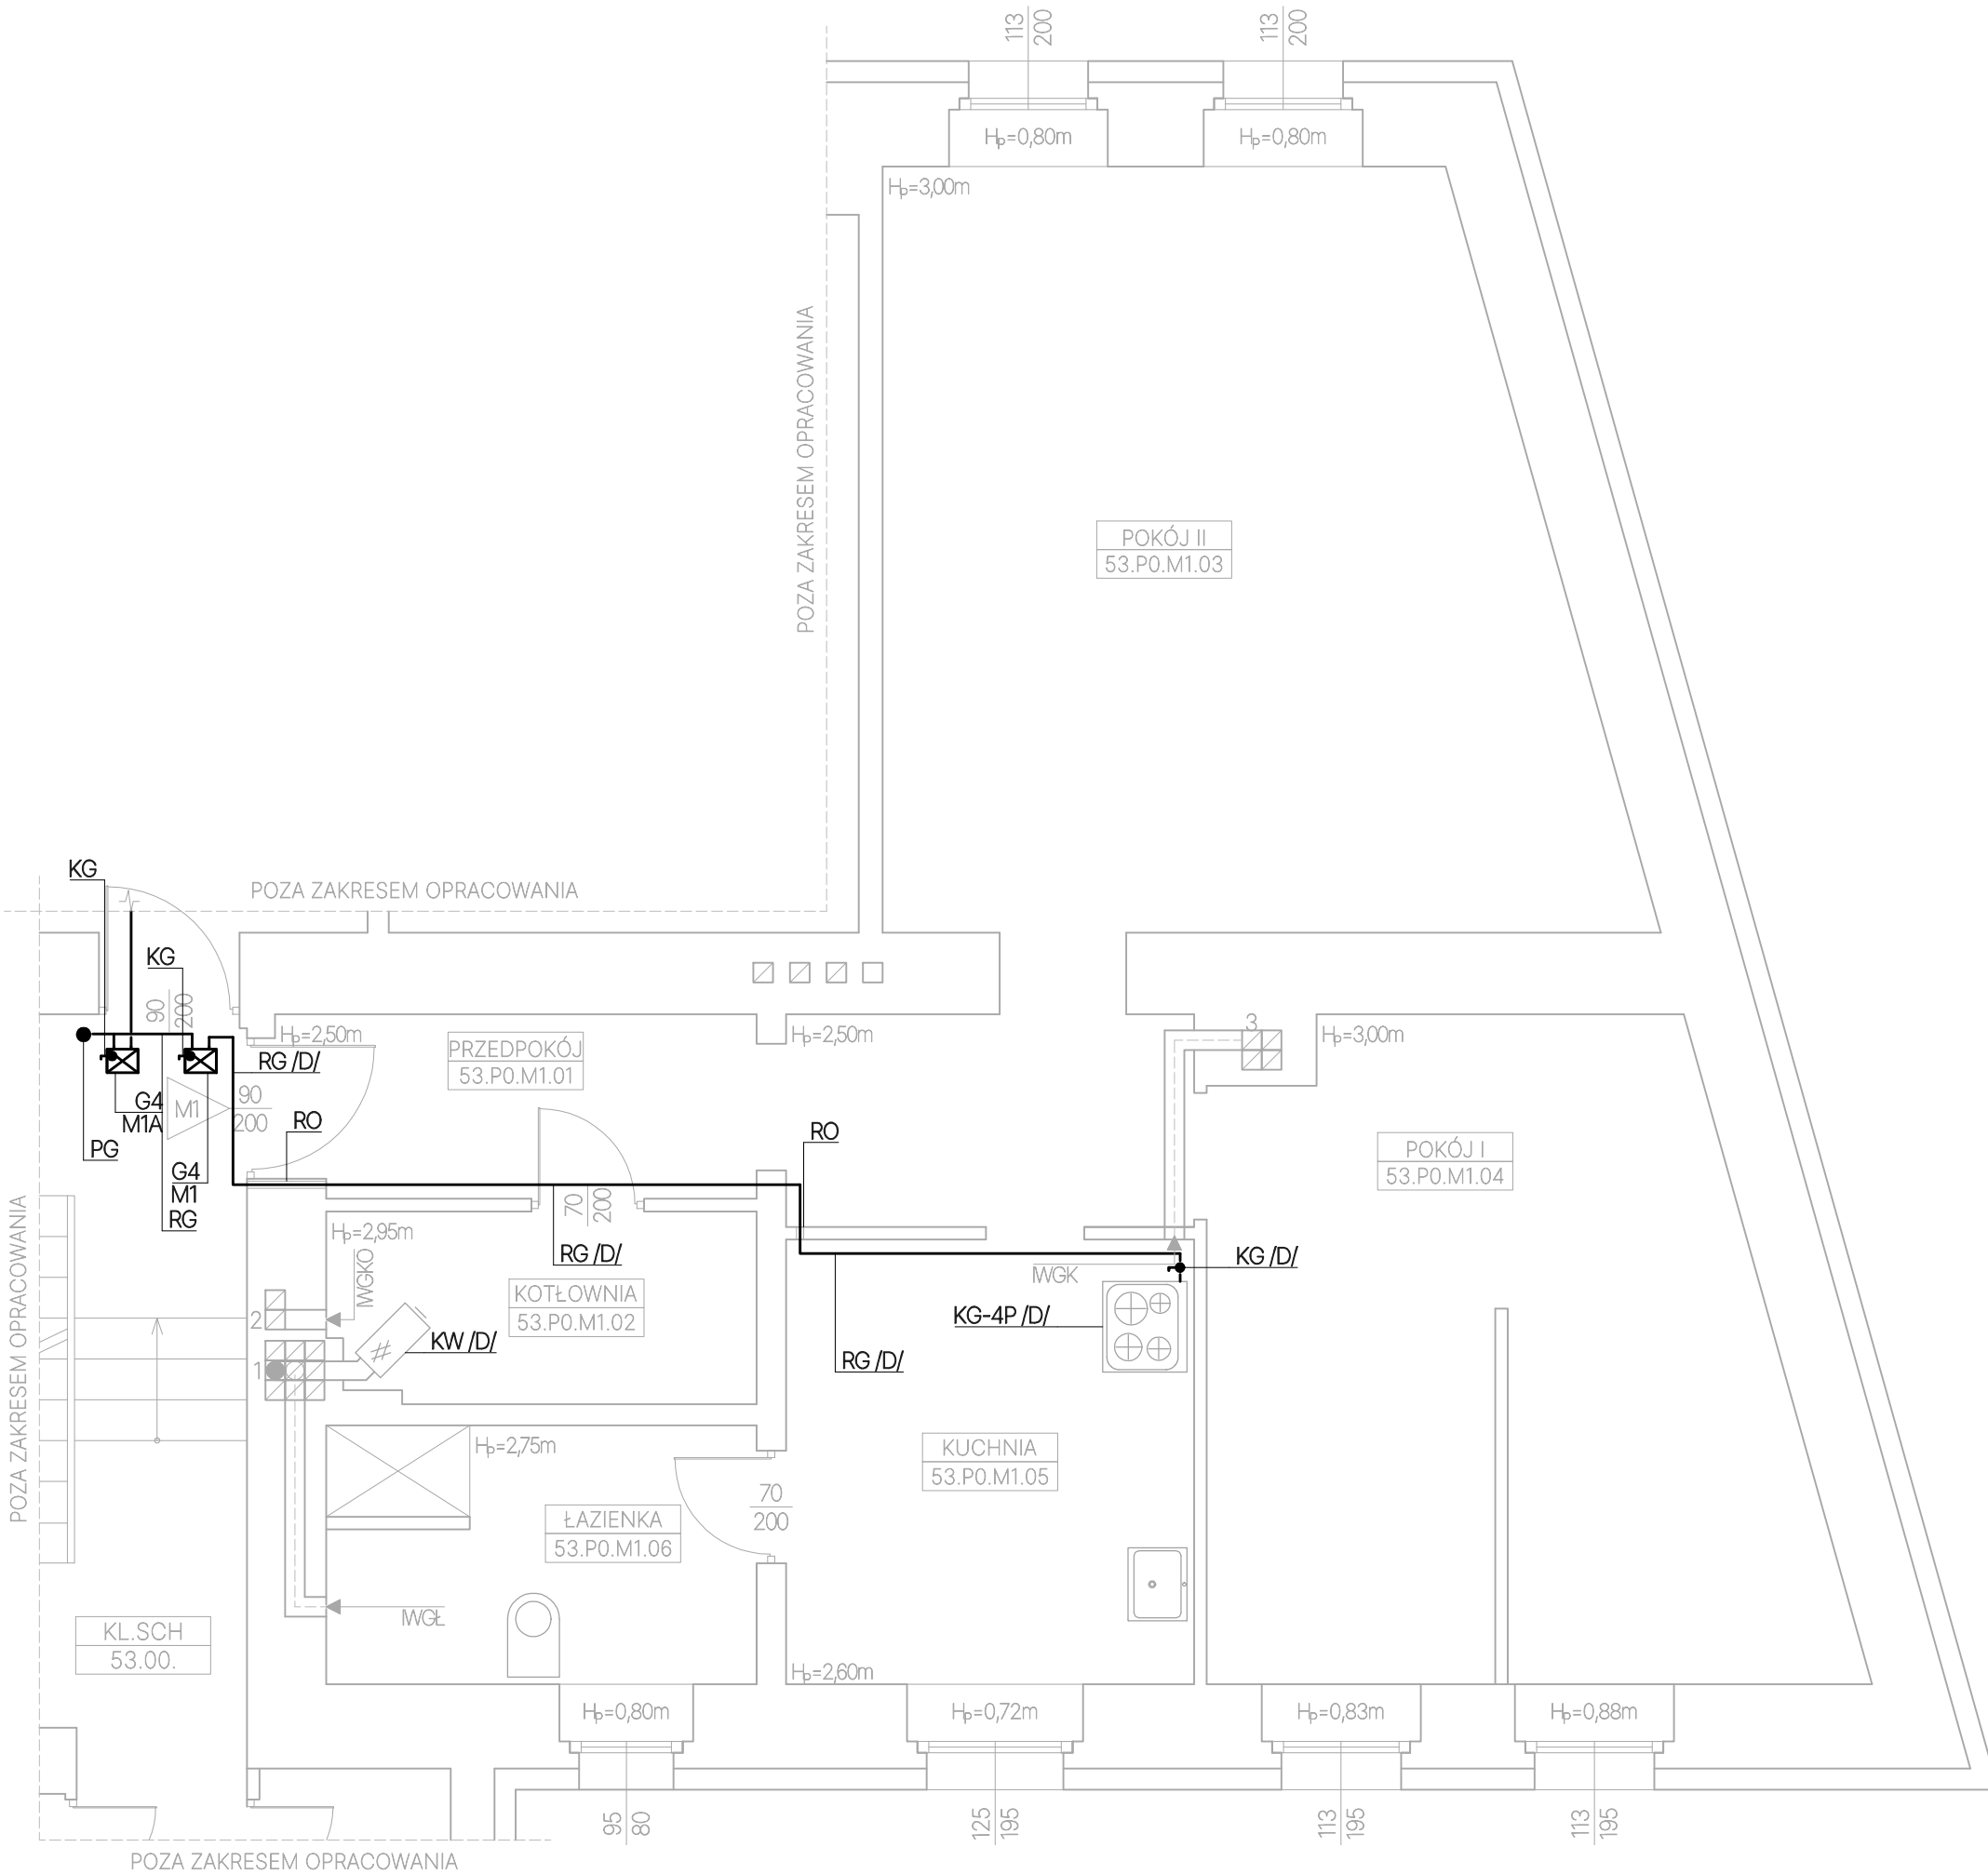 113
200
113
200
Hp=0,80m
Hp=0,80m
Hp=3,00m
POZA ZAKRESEM OPRACOWANIA
POKÓJ II
53.P0.M1.03
KG
POZA ZAKRESEM OPRACOWANIA
KG
90
200
Hp=2,50m
PRZEDPOKÓJ
53.P0.M1.01
Hp=2,50m
3
Hp=3,00m
RG /D/
G4
M1A
M1
90
200
RO
RO
PG
G4
M1
RG
POKÓJ I
53.P0.M1.04
70
200
Hp=2,95m
RG /D/
IWGKO
KG /D/
IWGK
KOTŁOWNIA
53.P0.M1.02
2
1
KW /D/
KG-4P /D/
RG /D/
POZA ZAKRESEM OPRACOWANIA
Hp=2,75m
KUCHNIA
53.P0.M1.05
70
200
ŁAZIENKA
53.P0.M1.06
IWGŁ
KL.SCH
53.00.
Hp=2,60m
Hp=0,80m
Hp=0,72m
Hp=0,83m
Hp=0,88m
95
80
125
195
113
195
113
195
POZA ZAKRESEM OPRACOWANIA